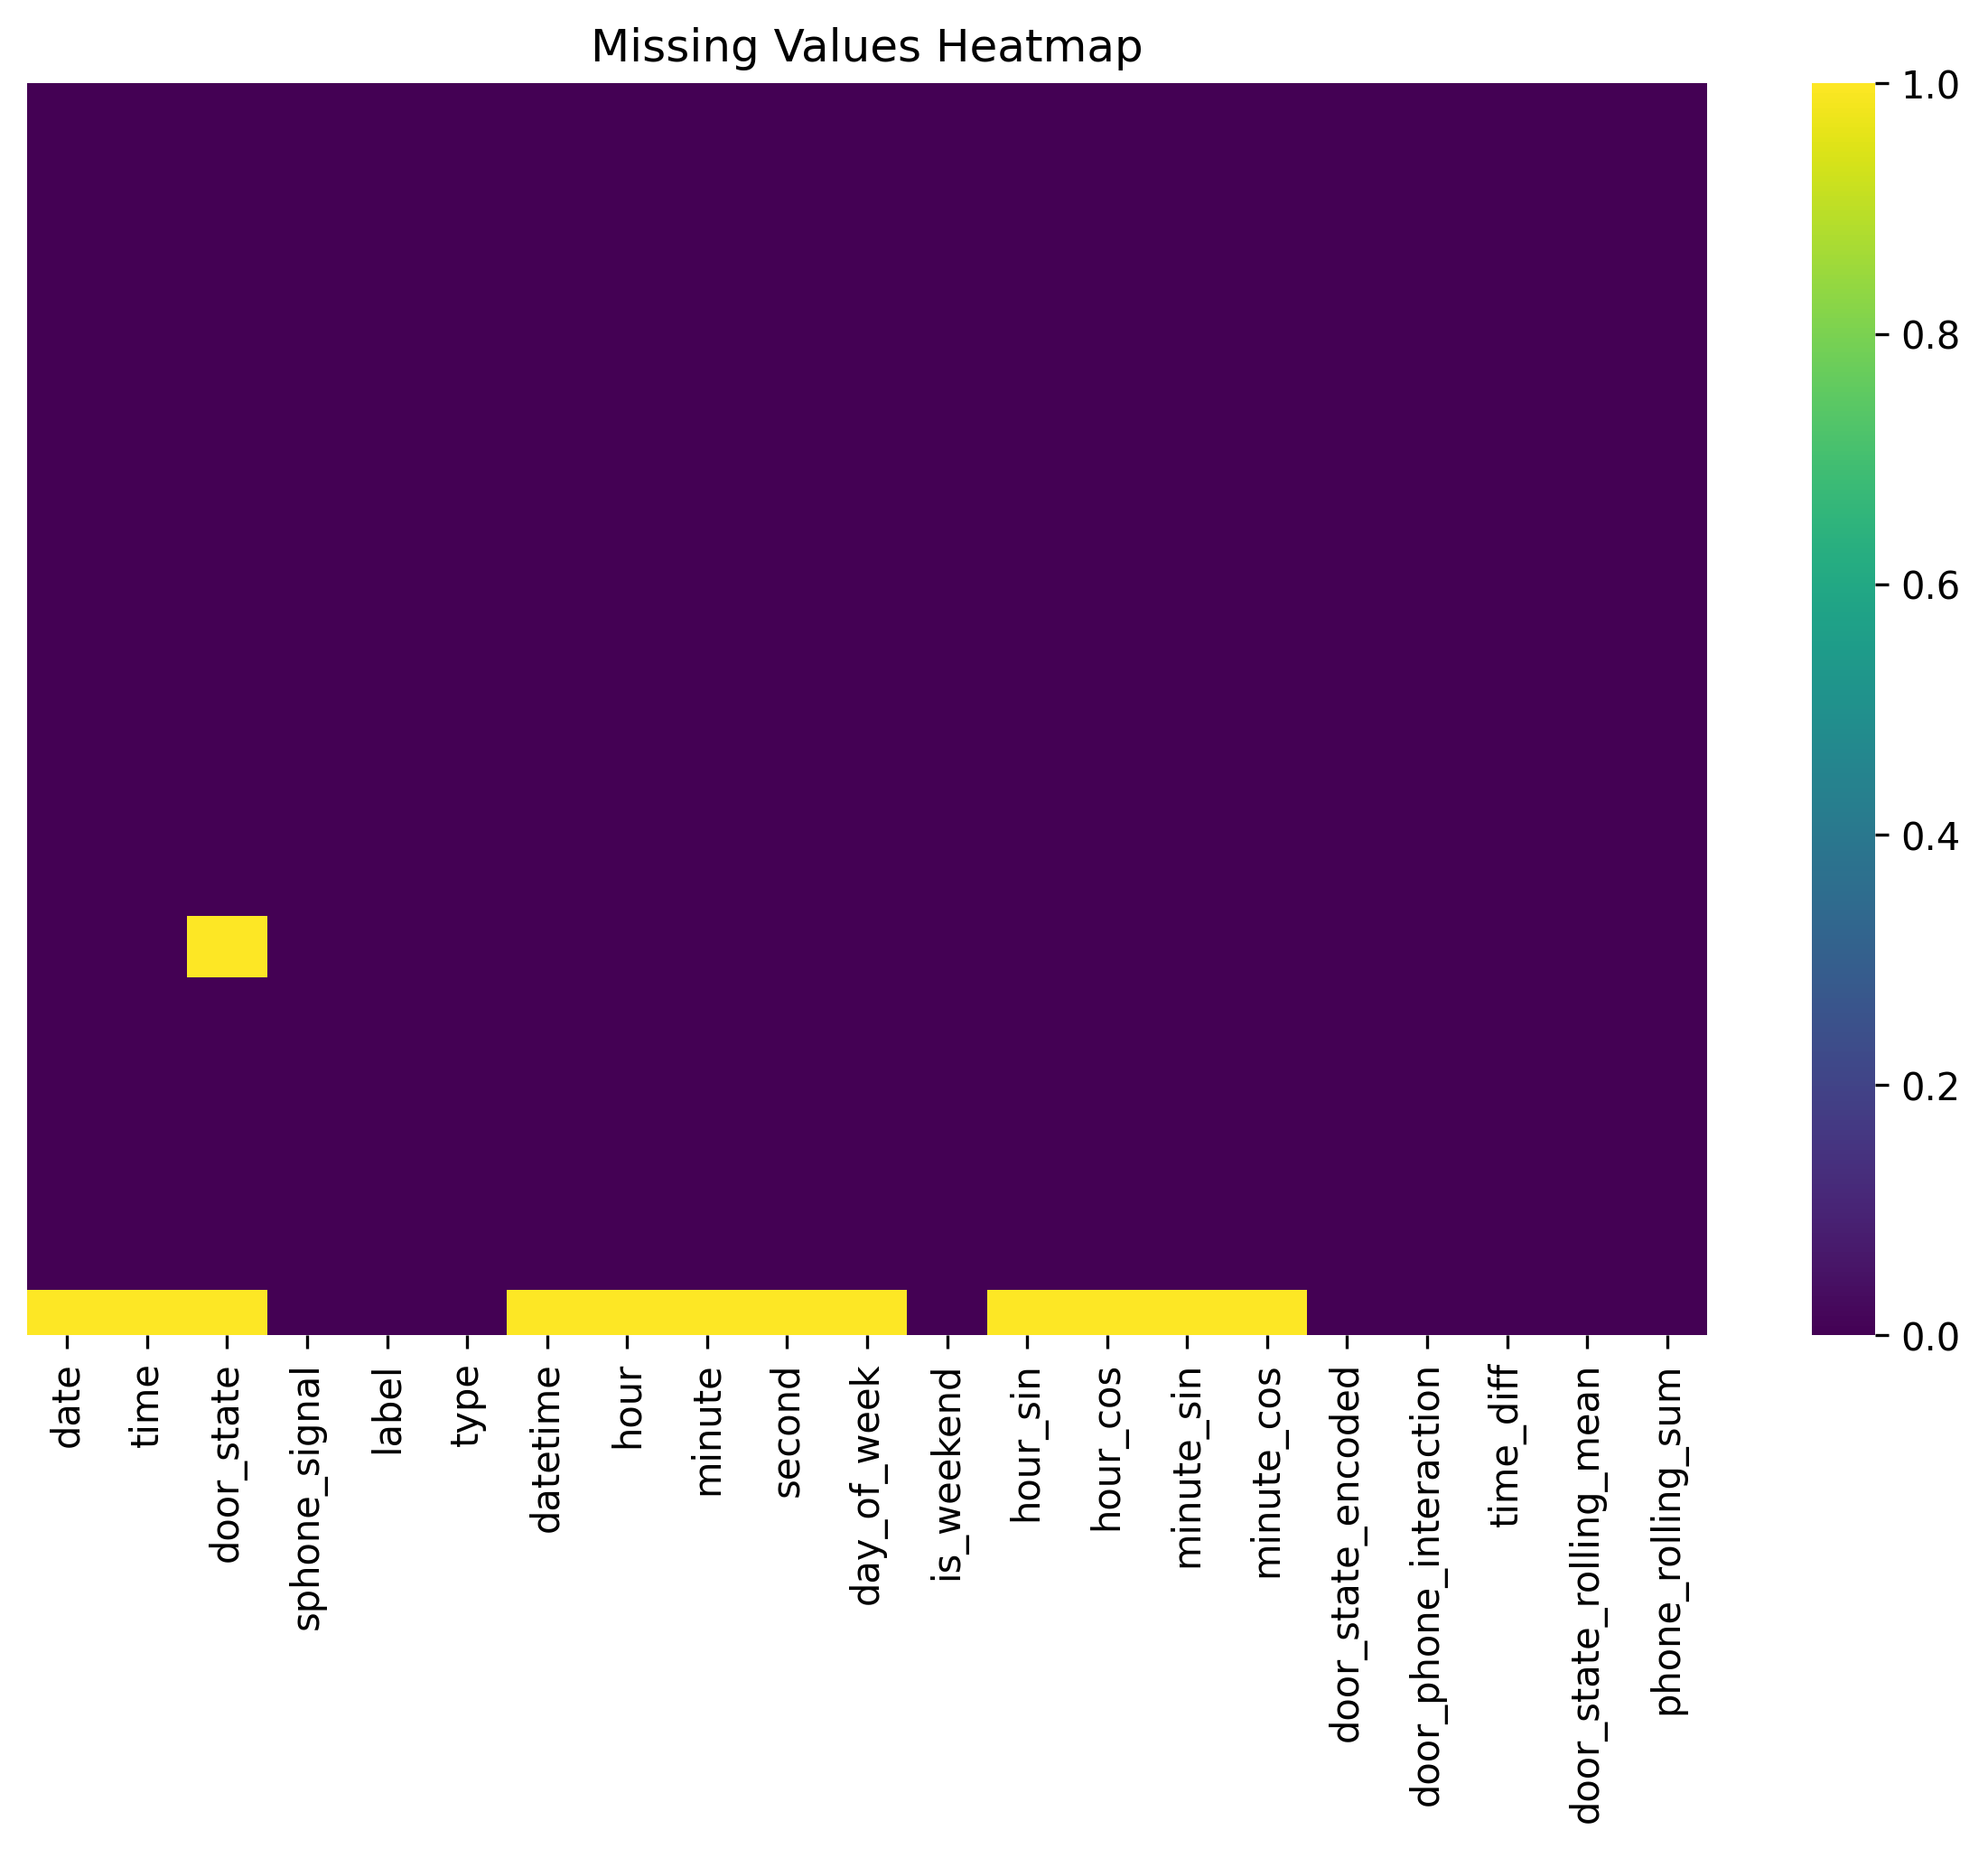 Missing Values Heatmap
1.0
0.8
0.6
0.4
0.2
0.0
date
time
door_state
sphone_signal
label
type
datetime
hour
minute
second
day_of_week
is_weekend
hour_sin
hour_cos
minute_sin
minute_cos
door_state_encoded
door_phone_interaction
time_diff
door_state_rolling_mean
phone_rolling_sum